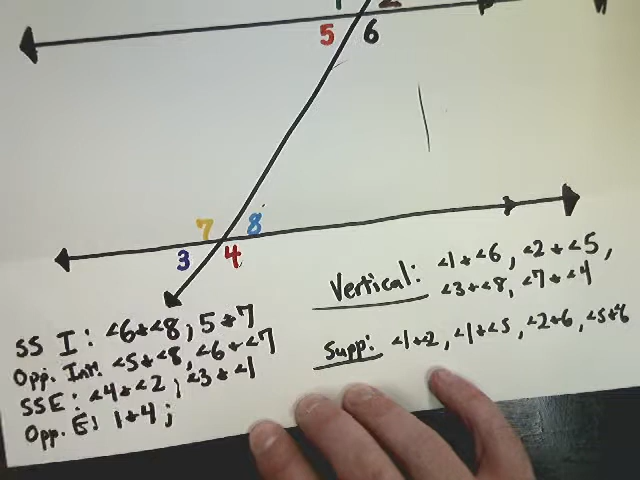 1 2
5 6
7 8
3 4
Vertical: <1+<6, <2+<5,
<3+<8, <7+<4
Supp: <1+2, <1+<5, <2+6, <5+6
SS I: <6+<8; 5+7
Opp. Int: <5+<8, <6+<7
SSE: <4+<2; <3+<1
Opp. E: 1+4;